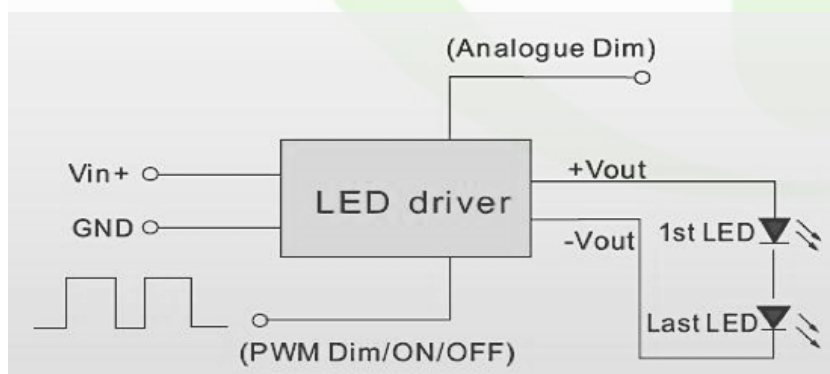 (Analogue Dim)
Vin+
GND
LED driver
+Vout
-Vout
1st LED
Last LED
(PWM Dim/ON/OFF)